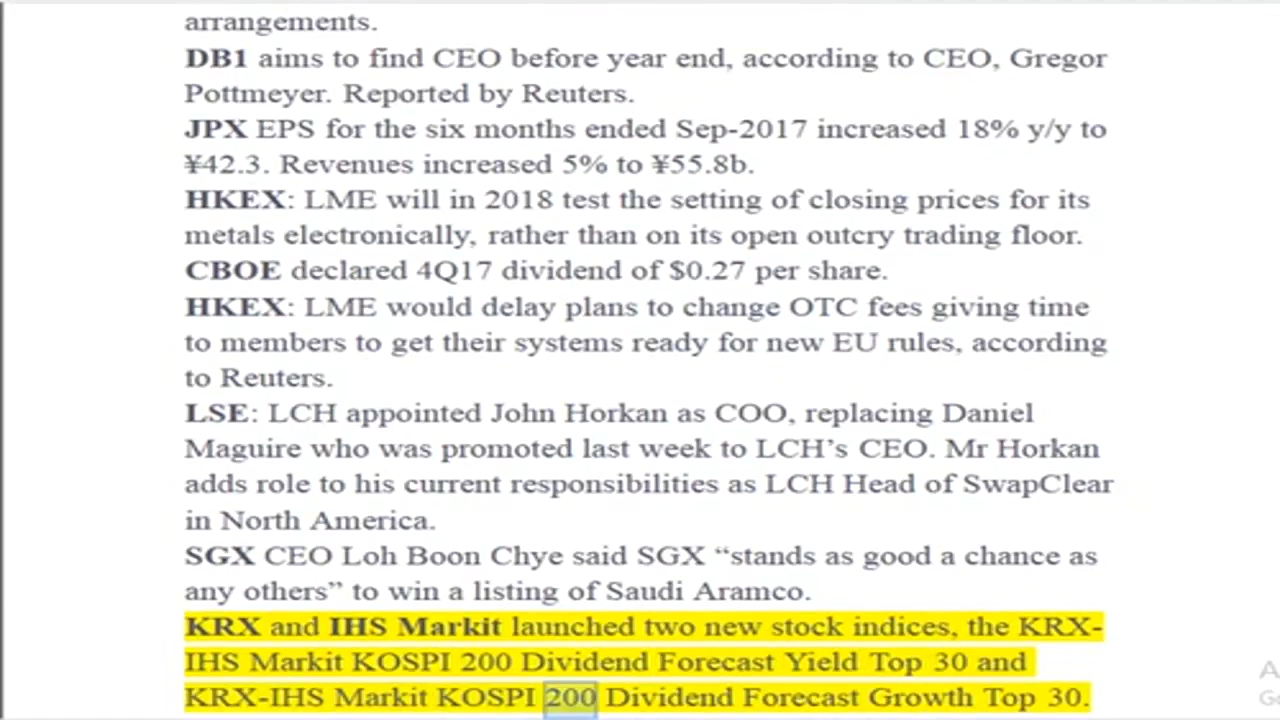 arrangements.
DB1 aims to find CEO before year end, according to CEO, Gregor
Pottmeyer. Reported by Reuters.
JPX EPS for the six months ended Sep-2017 increased 18% y/y to
¥42.3. Revenues increased 5% to ¥55.8b.
HKEX: LME will in 2018 test the setting of closing prices for its
metals electronically, rather than on its open outcry trading floor.
CBOE declared 4Q17 dividend of $0.27 per share.
HKEX: LME would delay plans to change OTC fees giving time
to members to get their systems ready for new EU rules, according
to Reuters.
LSE: LCH appointed John Horkan as COO, replacing Daniel
Maguire who was promoted last week to LCH’s CEO. Mr Horkan
adds role to his current responsibilities as LCH Head of SwapClear
in North America.
SGX CEO Loh Boon Chye said SGX “stands as good a chance as
any others” to win a listing of Saudi Aramco.
KRX and IHS Markit launched two new stock indices, the KRX-
IHS Markit KOSPI 200 Dividend Forecast Yield Top 30 and
KRX-IHS Markit KOSPI 200 Dividend Forecast Growth Top 30.